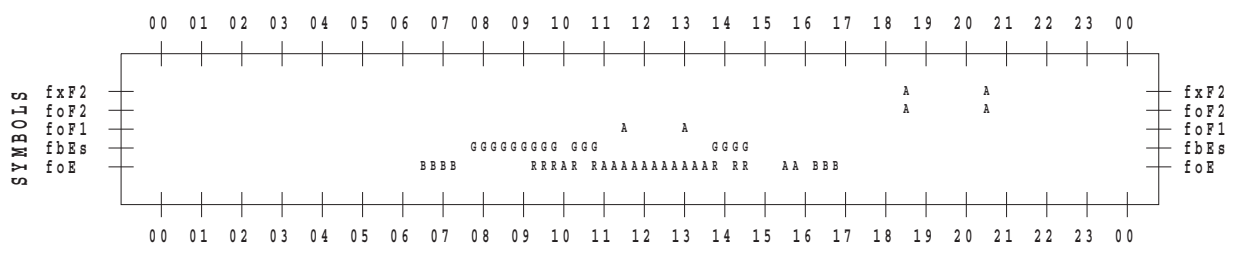 00 01 02 03 04 05 06 07 08 09 10 11 12 13 14 15 16 17 18 19 20 21 22 23 00
SYMBOLS
fxF2 A A fxF2
foF2 A A foF2
foF1 A A foF1
fbEs GGGGGGGGG GGG GGGG fbEs
foE BBBB RRRAR RAAAAAAAAAAAR RR AA BBB foE
00 01 02 03 04 05 06 07 08 09 10 11 12 13 14 15 16 17 18 19 20 21 22 23 00